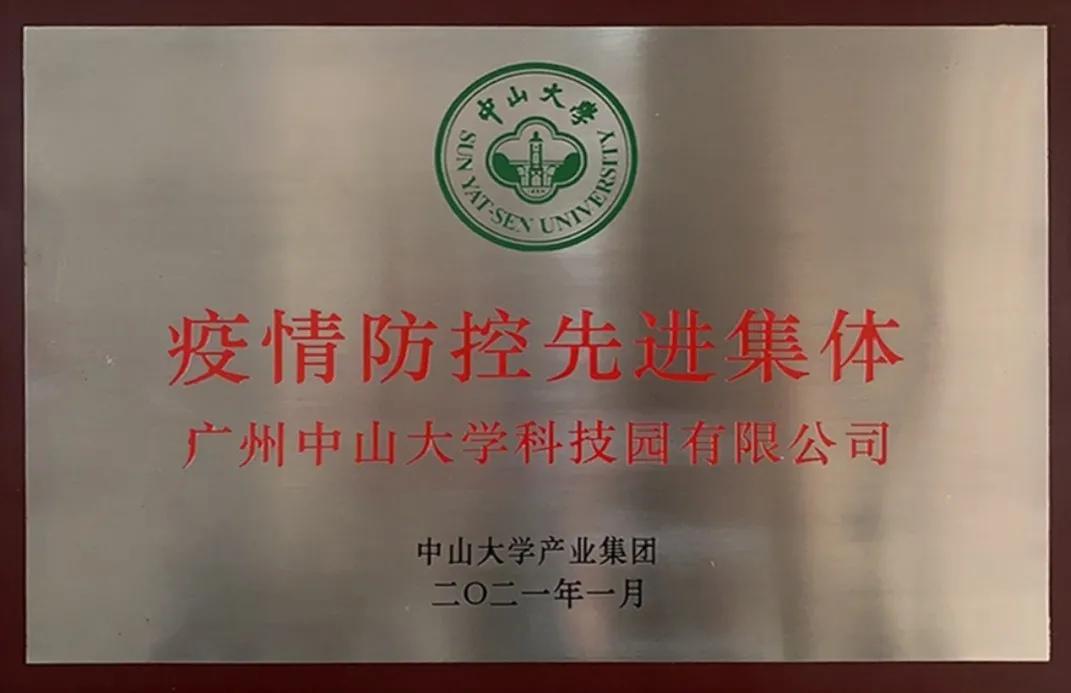 中山大學
SUN YAT-SEN UNIVERSITY
疫情防控先进集体
广州中山大学科技园有限公司
中山大学产业集团
二〇二一年一月